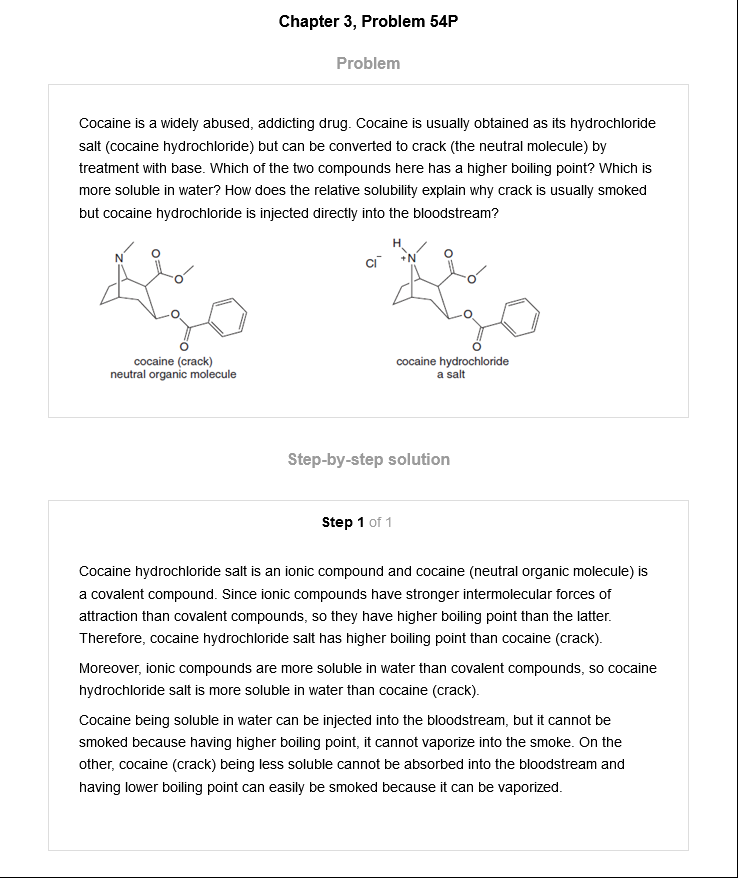 Chapter 3, Problem 54P
Problem
Cocaine is a widely abused, addicting drug. Cocaine is usually obtained as its hydrochloride
salt (cocaine hydrochloride) but can be converted to crack (the neutral molecule) by
treatment with base. Which of the two compounds here has a higher boiling point? Which is
more soluble in water? How does the relative solubility explain why crack is usually smoked
but cocaine hydrochloride is injected directly into the bloodstream?
N O O O O
cocaine (crack)
neutral organic molecule
Cl⁻ H +N O O O O
cocaine hydrochloride
a salt
Step-by-step solution
Step 1 of 1
Cocaine hydrochloride salt is an ionic compound and cocaine (neutral organic molecule) is
a covalent compound. Since ionic compounds have stronger intermolecular forces of
attraction than covalent compounds, so they have higher boiling point than the latter.
Therefore, cocaine hydrochloride salt has higher boiling point than cocaine (crack).
Moreover, ionic compounds are more soluble in water than covalent compounds, so cocaine
hydrochloride salt is more soluble in water than cocaine (crack).
Cocaine being soluble in water can be injected into the bloodstream, but it cannot be
smoked because having higher boiling point, it cannot vaporize into the smoke. On the
other, cocaine (crack) being less soluble cannot be absorbed into the bloodstream and
having lower boiling point can easily be smoked because it can be vaporized.